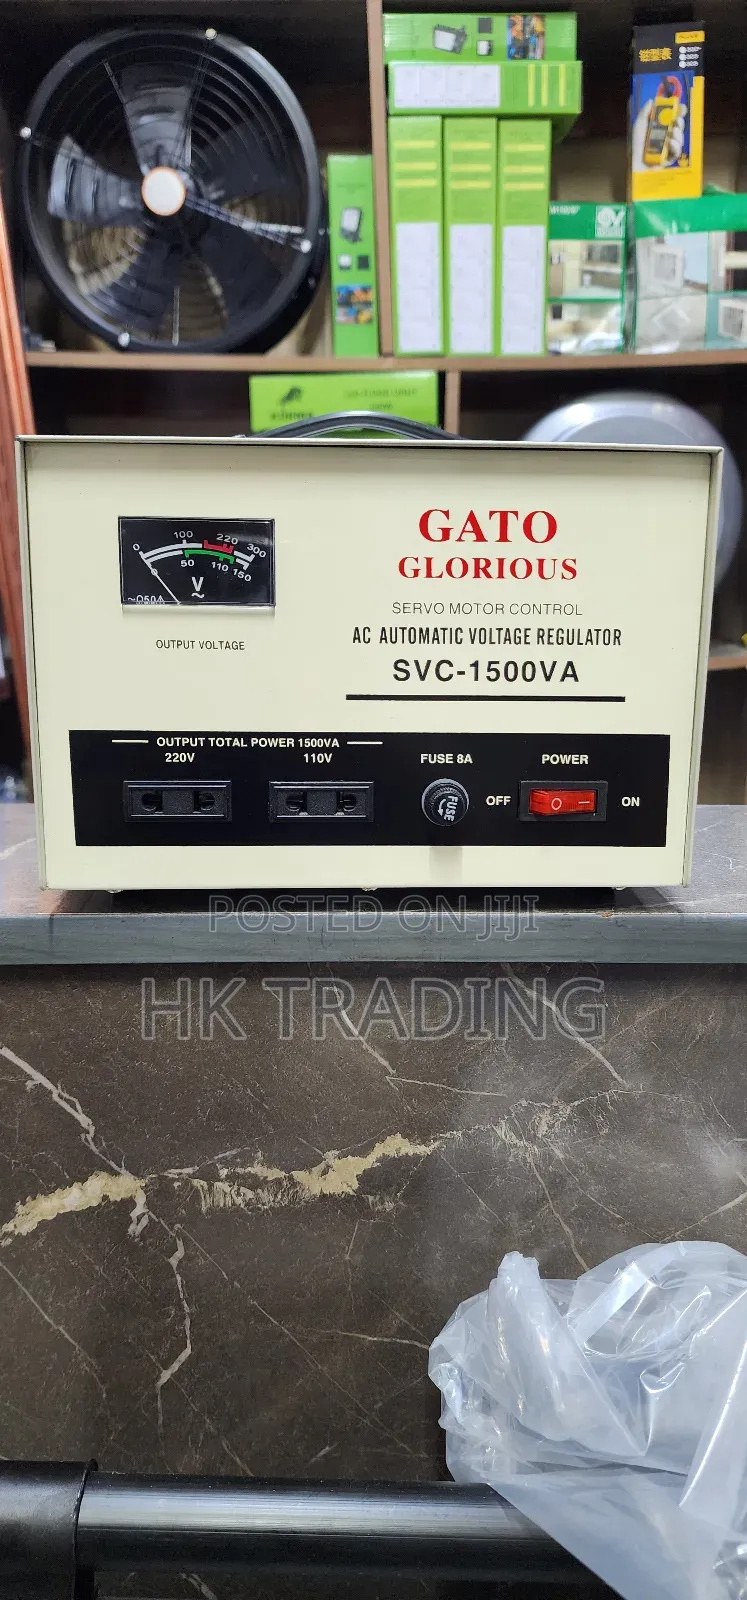 GATO
GLORIOUS
SERVO MOTOR CONTROL
AC AUTOMATIC VOLTAGE REGULATOR
SVC-1500VA
0 100 220 300
50 110 150
V
~
OUTPUT VOLTAGE
OUTPUT TOTAL POWER 1500VA
220V 110V FUSE 8A POWER
FUSE
OFF ON
POSTED ON JIJI
HK TRADING